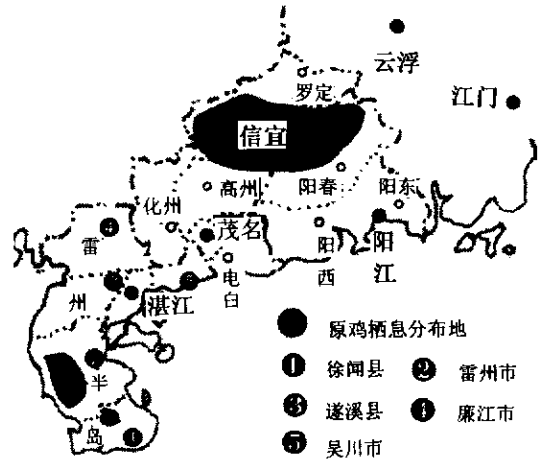 云浮
罗定
江门
信宜
高州
阳春
阳东
化州
茂名
雷
阳西
阳江
电白
州
湛江
半
岛
原鸡栖息分布地
❶ 徐闻县
❷ 雷州市
❸ 遂溪县
❹ 廉江市
❺ 吴川市